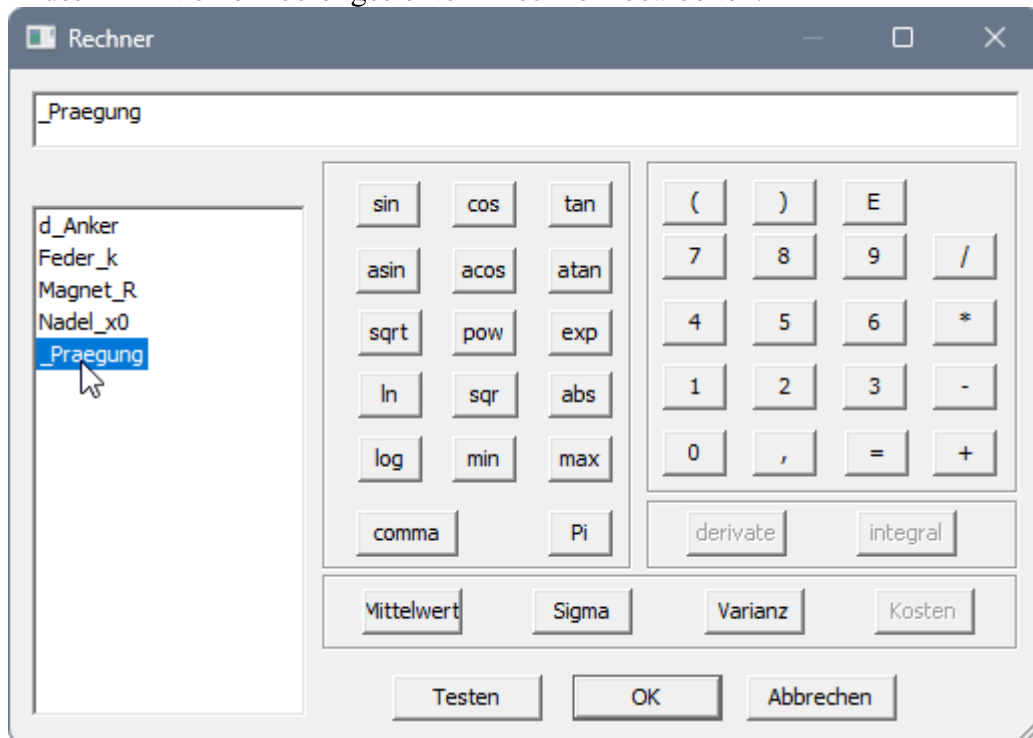 Rechner
_Praegung
d_Anker
Feder_k
Magnet_R
Nadel_x0
_Praegung
sin cos tan
asin acos atan
sqrt pow exp
ln sqr abs
log min max
comma Pi
( ) E
7 8 9 /
4 5 6 *
1 2 3 -
0 , = +
derivate integral
Mittelwert Sigma Varianz Kosten
Testen OK Abbrechen